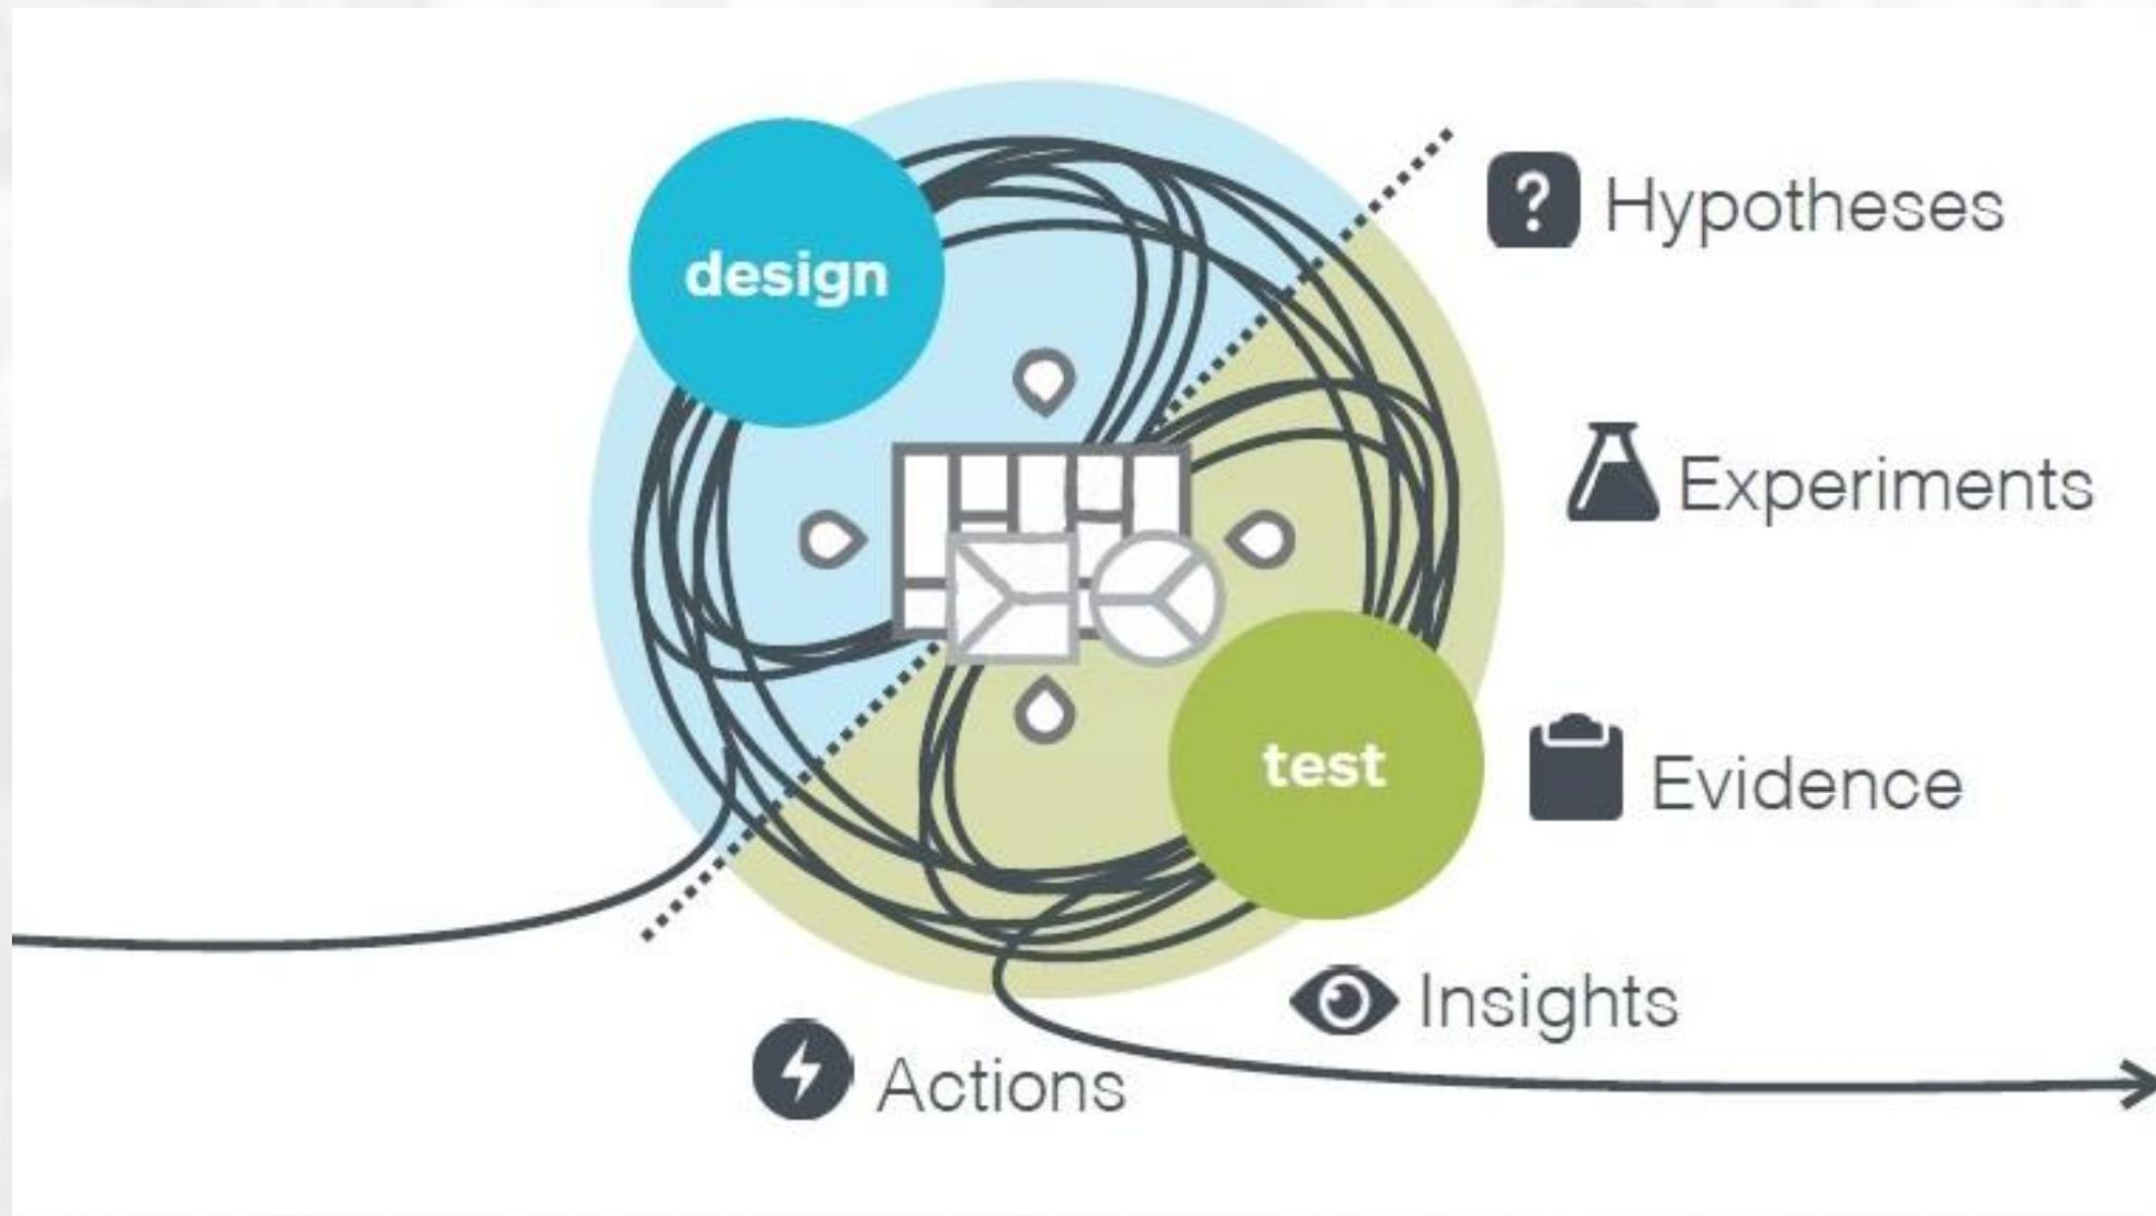 design
? Hypotheses
Experiments
test
Evidence
Insights
Actions